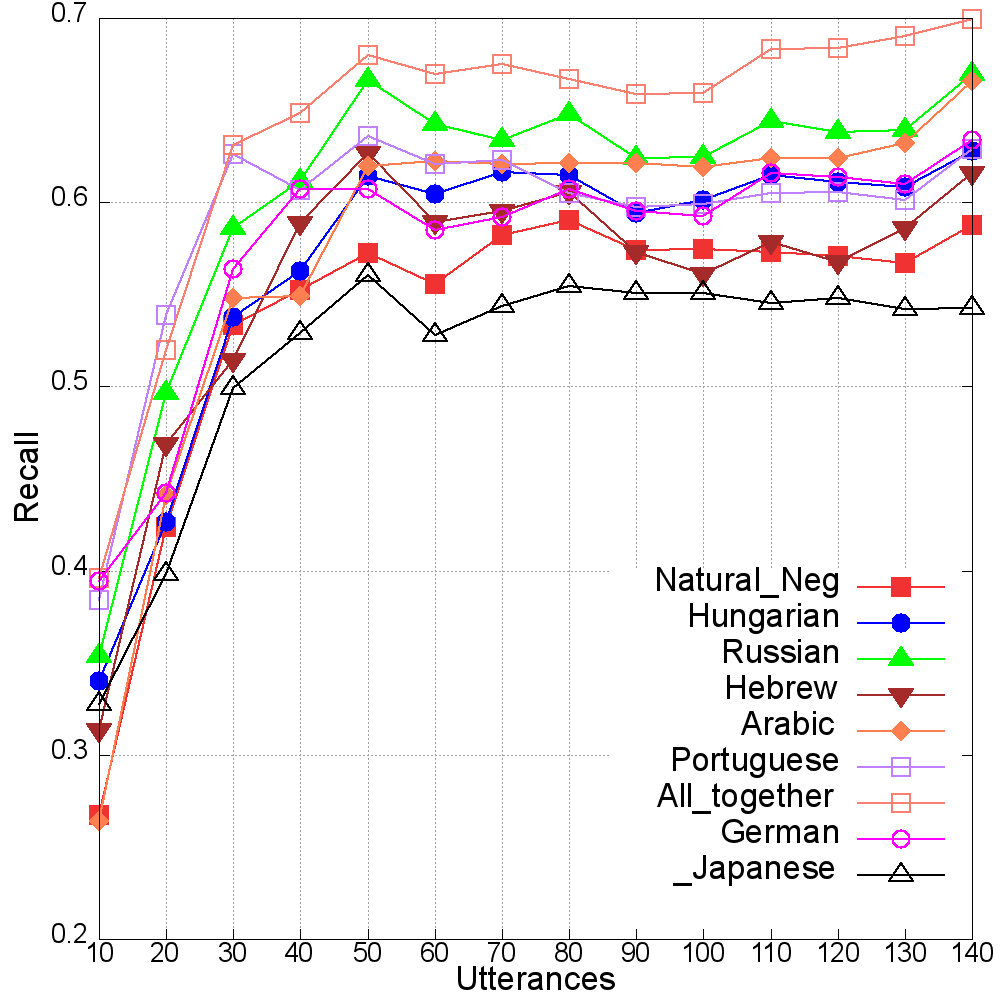 0.7
0.6
0.5
0.4
0.3
0.2
Recall
Natural_Neg
Hungarian
Russian
Hebrew
Arabic
Portuguese
All_together
German
_Japanese
10 20 30 40 50 60 70 80 90 100 110 120 130 140
Utterances